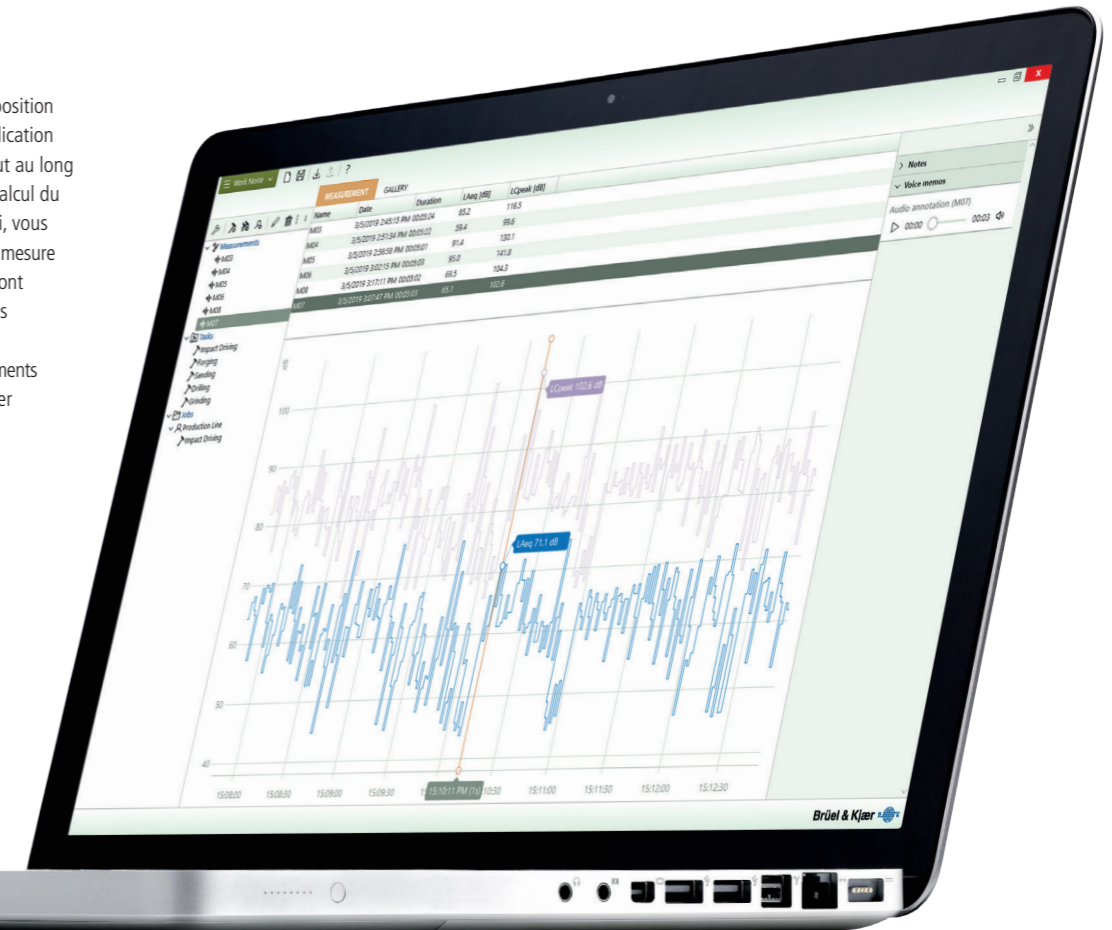 position
lication
ut au long
alcul du
i, vous
mesure
ont
s
ments
er
Work Noise
?
X
MEASUREMENT GALLERY
Name Date Duration LAeq [dB] LCpeak [dB]
M03 3/5/2019 2:45:15 PM 00:05:24 85.2 116.5
M04 3/5/2019 2:51:34 PM 00:05:22 59.4 99.6
M05 3/5/2019 2:56:58 PM 00:05:01 91.4 130.1
M06 3/5/2019 3:02:15 PM 00:05:09 95.0 141.8
M08 3/5/2019 3:17:11 PM 00:05:02 69.5 104.3
M07 3/5/2019 3:07:47 PM 00:05:03 65.1 102.6
Measurements
M03
M04
M05
M06
M08
M07
Tasks
Impact Driving
Forging
Sanding
Drilling
Grinding
Jobs
Production Line
Impact Driving
Notes
Voice memos
Audio annotation (M07)
00:00 00:03
dB
100
90
80
70
60
50
40
LCpeak 102.6 dB
LAeq 71.1 dB
15:08:00 15:08:30 15:09:00 15:09:30 15:10:11 PM (1s) :10:30 15:11:00 15:11:30 15:12:00 15:12:30
Brüel & Kjær